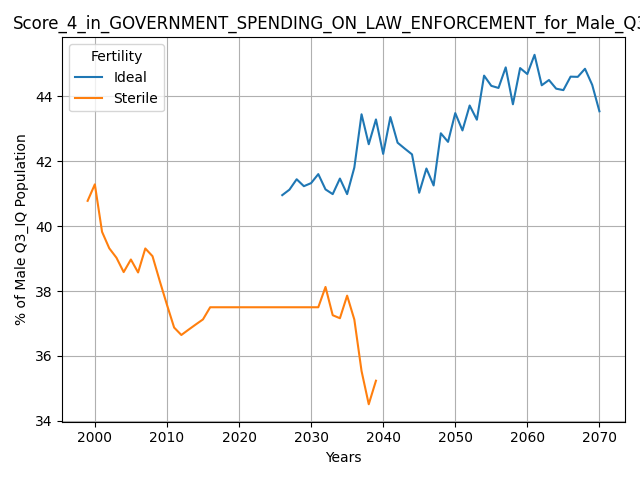 Score_4_in_GOVERNMENT_SPENDING_ON_LAW_ENFORCEMENT_for_Male_Q3
Fertility
Ideal
Sterile
% of Male Q3_IQ Population
44
42
40
38
36
34
2000 2010 2020 2030 2040 2050 2060 2070
Years